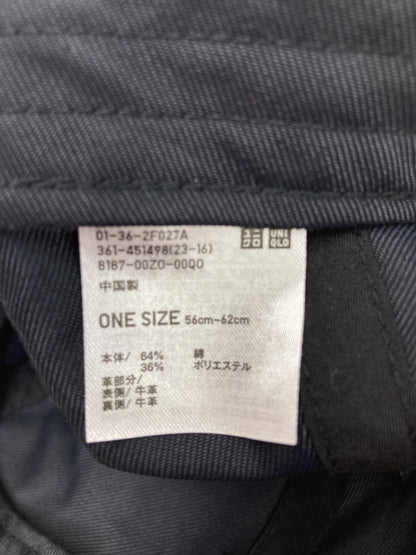 01-36-2F027A
361-451498(23-16)
8187-00Z0-00Q0
ユニ クロ
UNI QLO
中国製
ONE SIZE 56cm~62cm
本体/ 64% 綿
36% ポリエステル
革部分/
表側/牛革
裏側/牛革